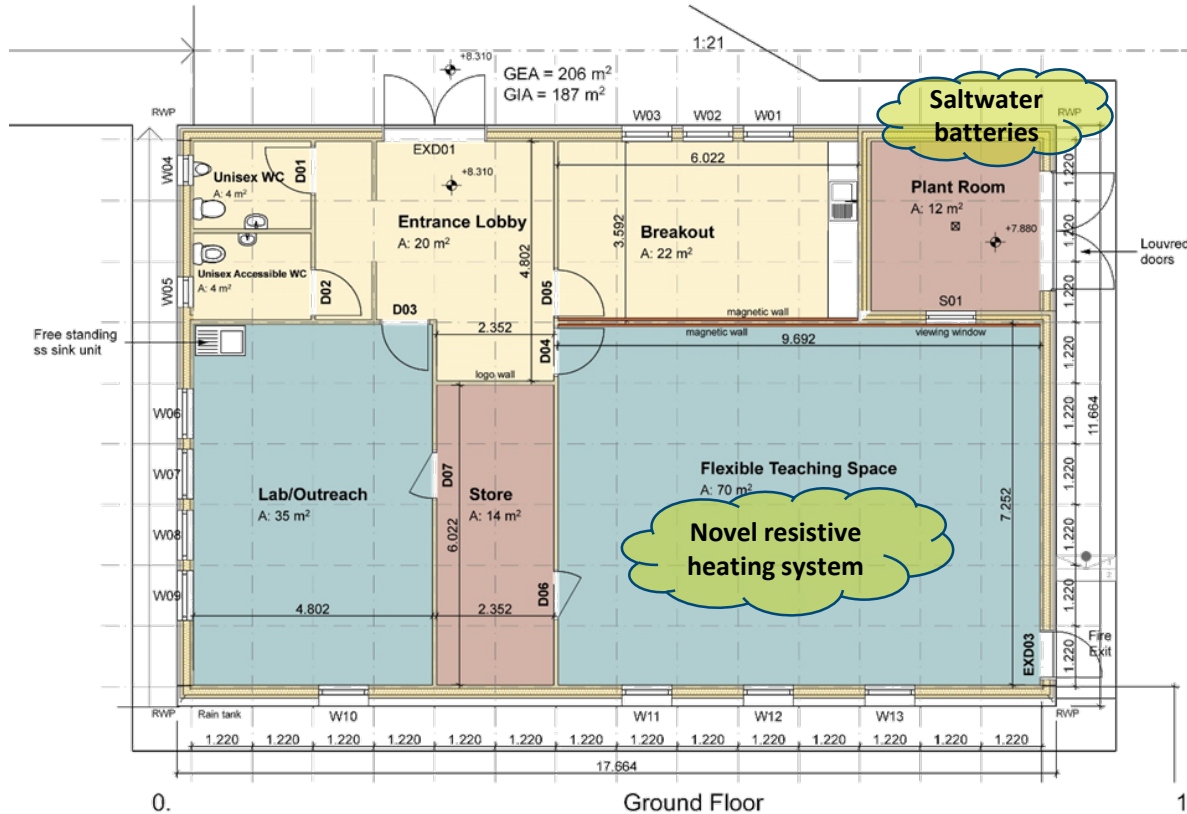 1:21
+8.310
GEA = 206 m²
GIA = 187 m²
Saltwater
batteries
RWP
W03
W02
W01
RWP
EXD01
6.022
1.220
W04
D01
Unisex WC
A: 4 m²
+8.310
Plant Room
A: 12 m²
Entrance Lobby
A: 20 m²
3.592
Breakout
A: 22 m²
+7.880
1.220
4.802
Louvred
doors
Unisex Accessible WC
A: 4 m²
W05
D02
D05
1.220
D03
S01
magnetic wall
Free standing
ss sink unit
2.352
magnetic wall
viewing window
9.692
D04
1.220
logo wall
11.664
W06
1.220
W07
D07
Lab/Outreach
A: 35 m²
Store
A: 14 m²
Flexible Teaching Space
A: 70 m²
7.252
1.220
W08
6.022
Novel resistive
heating system
1.220
W09
D06
4.802
2.352
1.220
EXD03
Fire
Exit
1.220
RWP
Rain tank
W10
W11
W12
W13
RWP
1.220
1.220
1.220
1.220
1.220
1.220
1.220
1.220
1.220
1.220
1.220
1.220
1.220
1.220
17.664
0.
Ground Floor
1